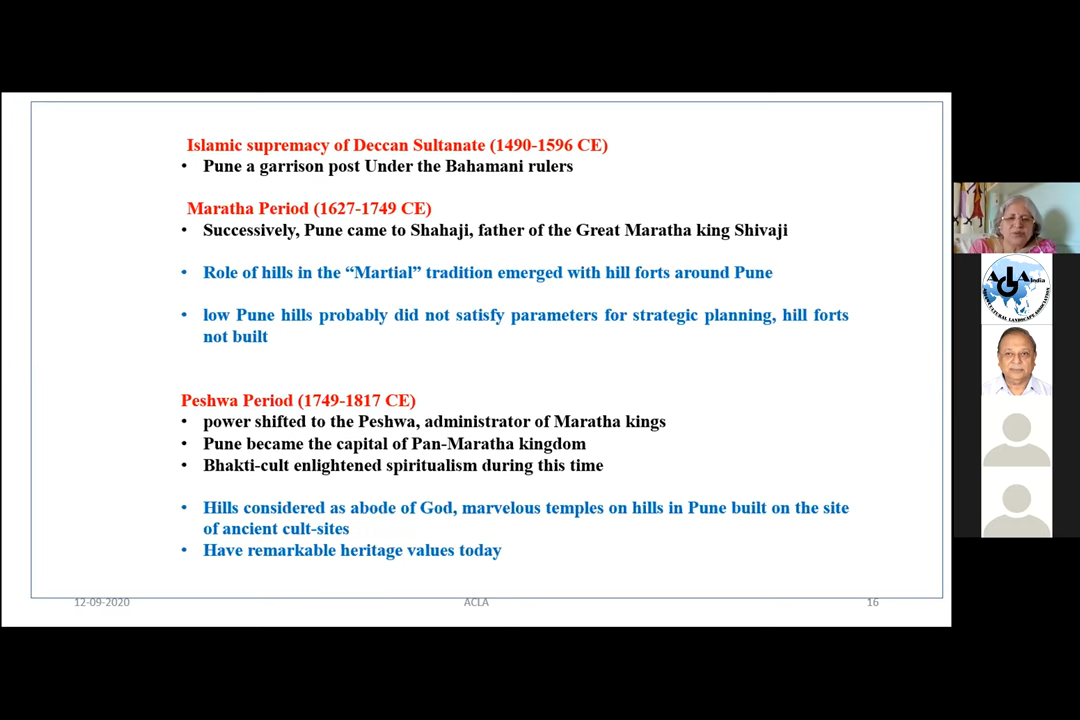 Islamic supremacy of Deccan Sultanate (1490-1596 CE)
• Pune a garrison post Under the Bahamani rulers
Maratha Period (1627-1749 CE)
• Successively, Pune came to Shahaji, father of the Great Maratha king Shivaji
• Role of hills in the “Martial” tradition emerged with hill forts around Pune
• low Pune hills probably did not satisfy parameters for strategic planning, hill forts
not built
Peshwa Period (1749-1817 CE)
• power shifted to the Peshwa, administrator of Maratha kings
• Pune became the capital of Pan-Maratha kingdom
• Bhakti-cult enlightened spiritualism during this time
• Hills considered as abode of God, marvelous temples on hills in Pune built on the site
of ancient cult-sites
• Have remarkable heritage values today
12-09-2020 ACLA 16
ACLA India